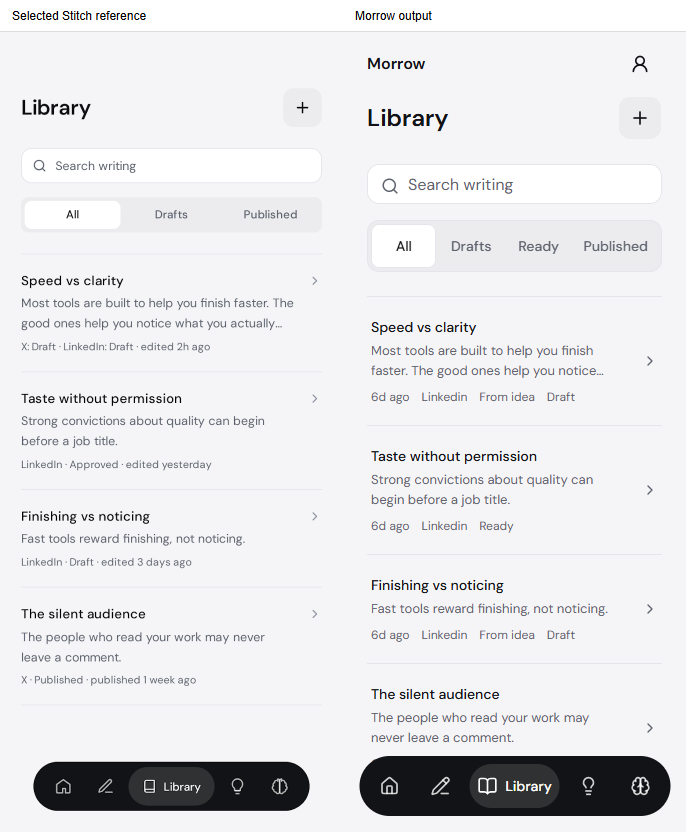 Selected Stitch reference
Library
Search writing
All Drafts Published
Speed vs clarity
Most tools are built to help you finish faster. The
good ones help you notice what you actually…
X: Draft · LinkedIn: Draft · edited 2h ago
Taste without permission
Strong convictions about quality can begin
before a job title.
LinkedIn · Approved · edited yesterday
Finishing vs noticing
Fast tools reward finishing, not noticing.
LinkedIn · Draft · edited 3 days ago
The silent audience
The people who read your work may never
leave a comment.
X · Published · published 1 week ago
Library
Morrow output
Morrow
Library
Search writing
All Drafts Ready Published
Speed vs clarity
Most tools are built to help you finish
faster. The good ones help you notice…
6d ago Linkedin From idea Draft
Taste without permission
Strong convictions about quality can
begin before a job title.
6d ago Linkedin Ready
Finishing vs noticing
Fast tools reward finishing, not noticing.
6d ago Linkedin From idea Draft
The silent audience
The people who read your work may
never leave a comment.
Library